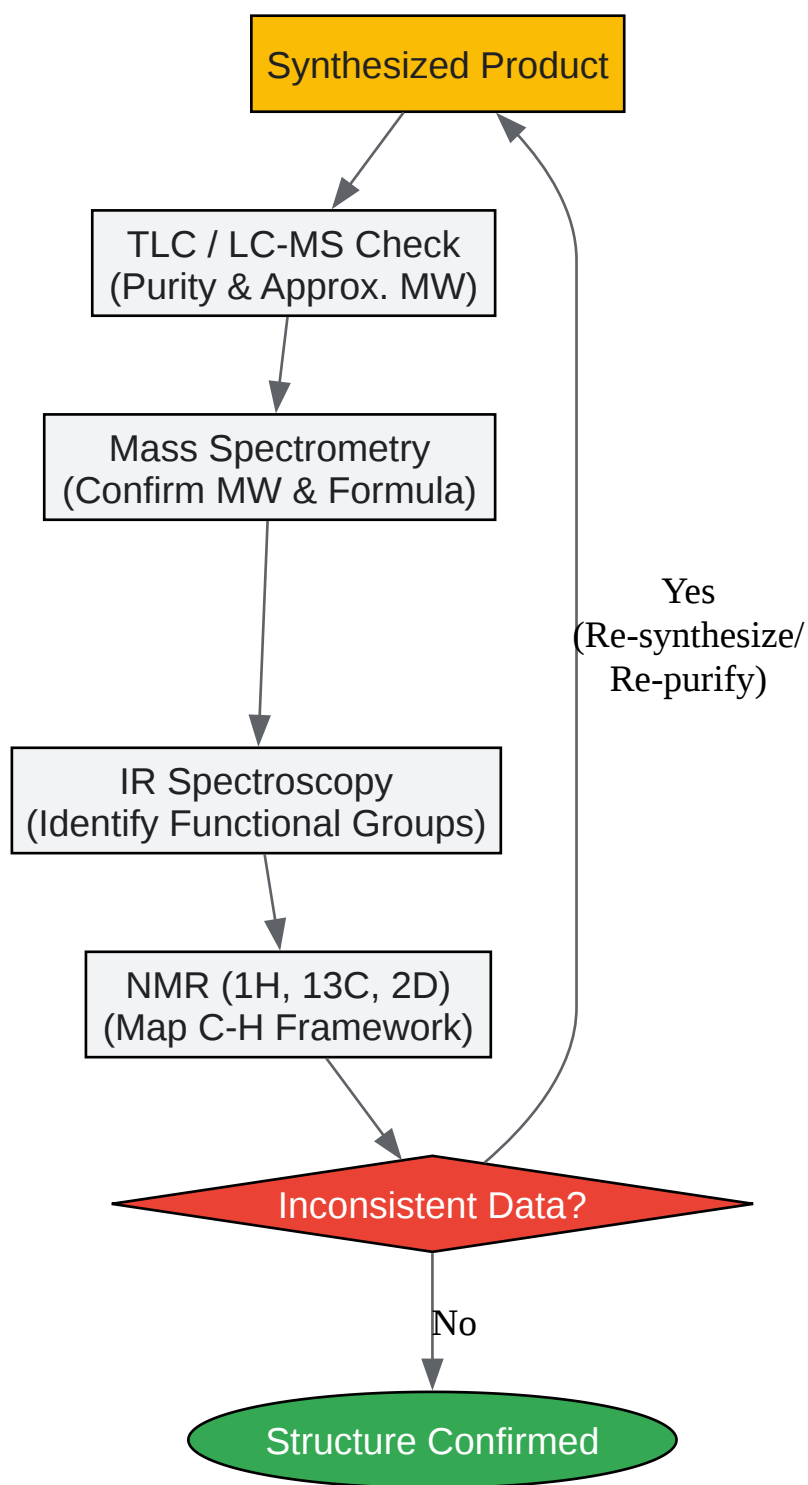 Synthesized Product
TLC / LC-MS Check
(Purity & Approx. MW)
Mass Spectrometry
(Confirm MW & Formula)
Yes
(Re-synthesize/
Re-purify)
IR Spectroscopy
(Identify Functional Groups)
NMR (1H, 13C, 2D)
(Map C-H Framework)
Inconsistent Data?
No
Structure Confirmed